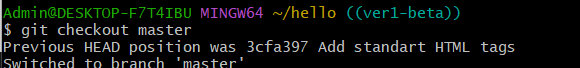 Admin@DESKTOP-F7T4IBU MINGW64 ~/hello ((ver1-beta))
$ git checkout master
Previous HEAD position was 3cfa397 Add standart HTML tags
Switched to branch 'master'